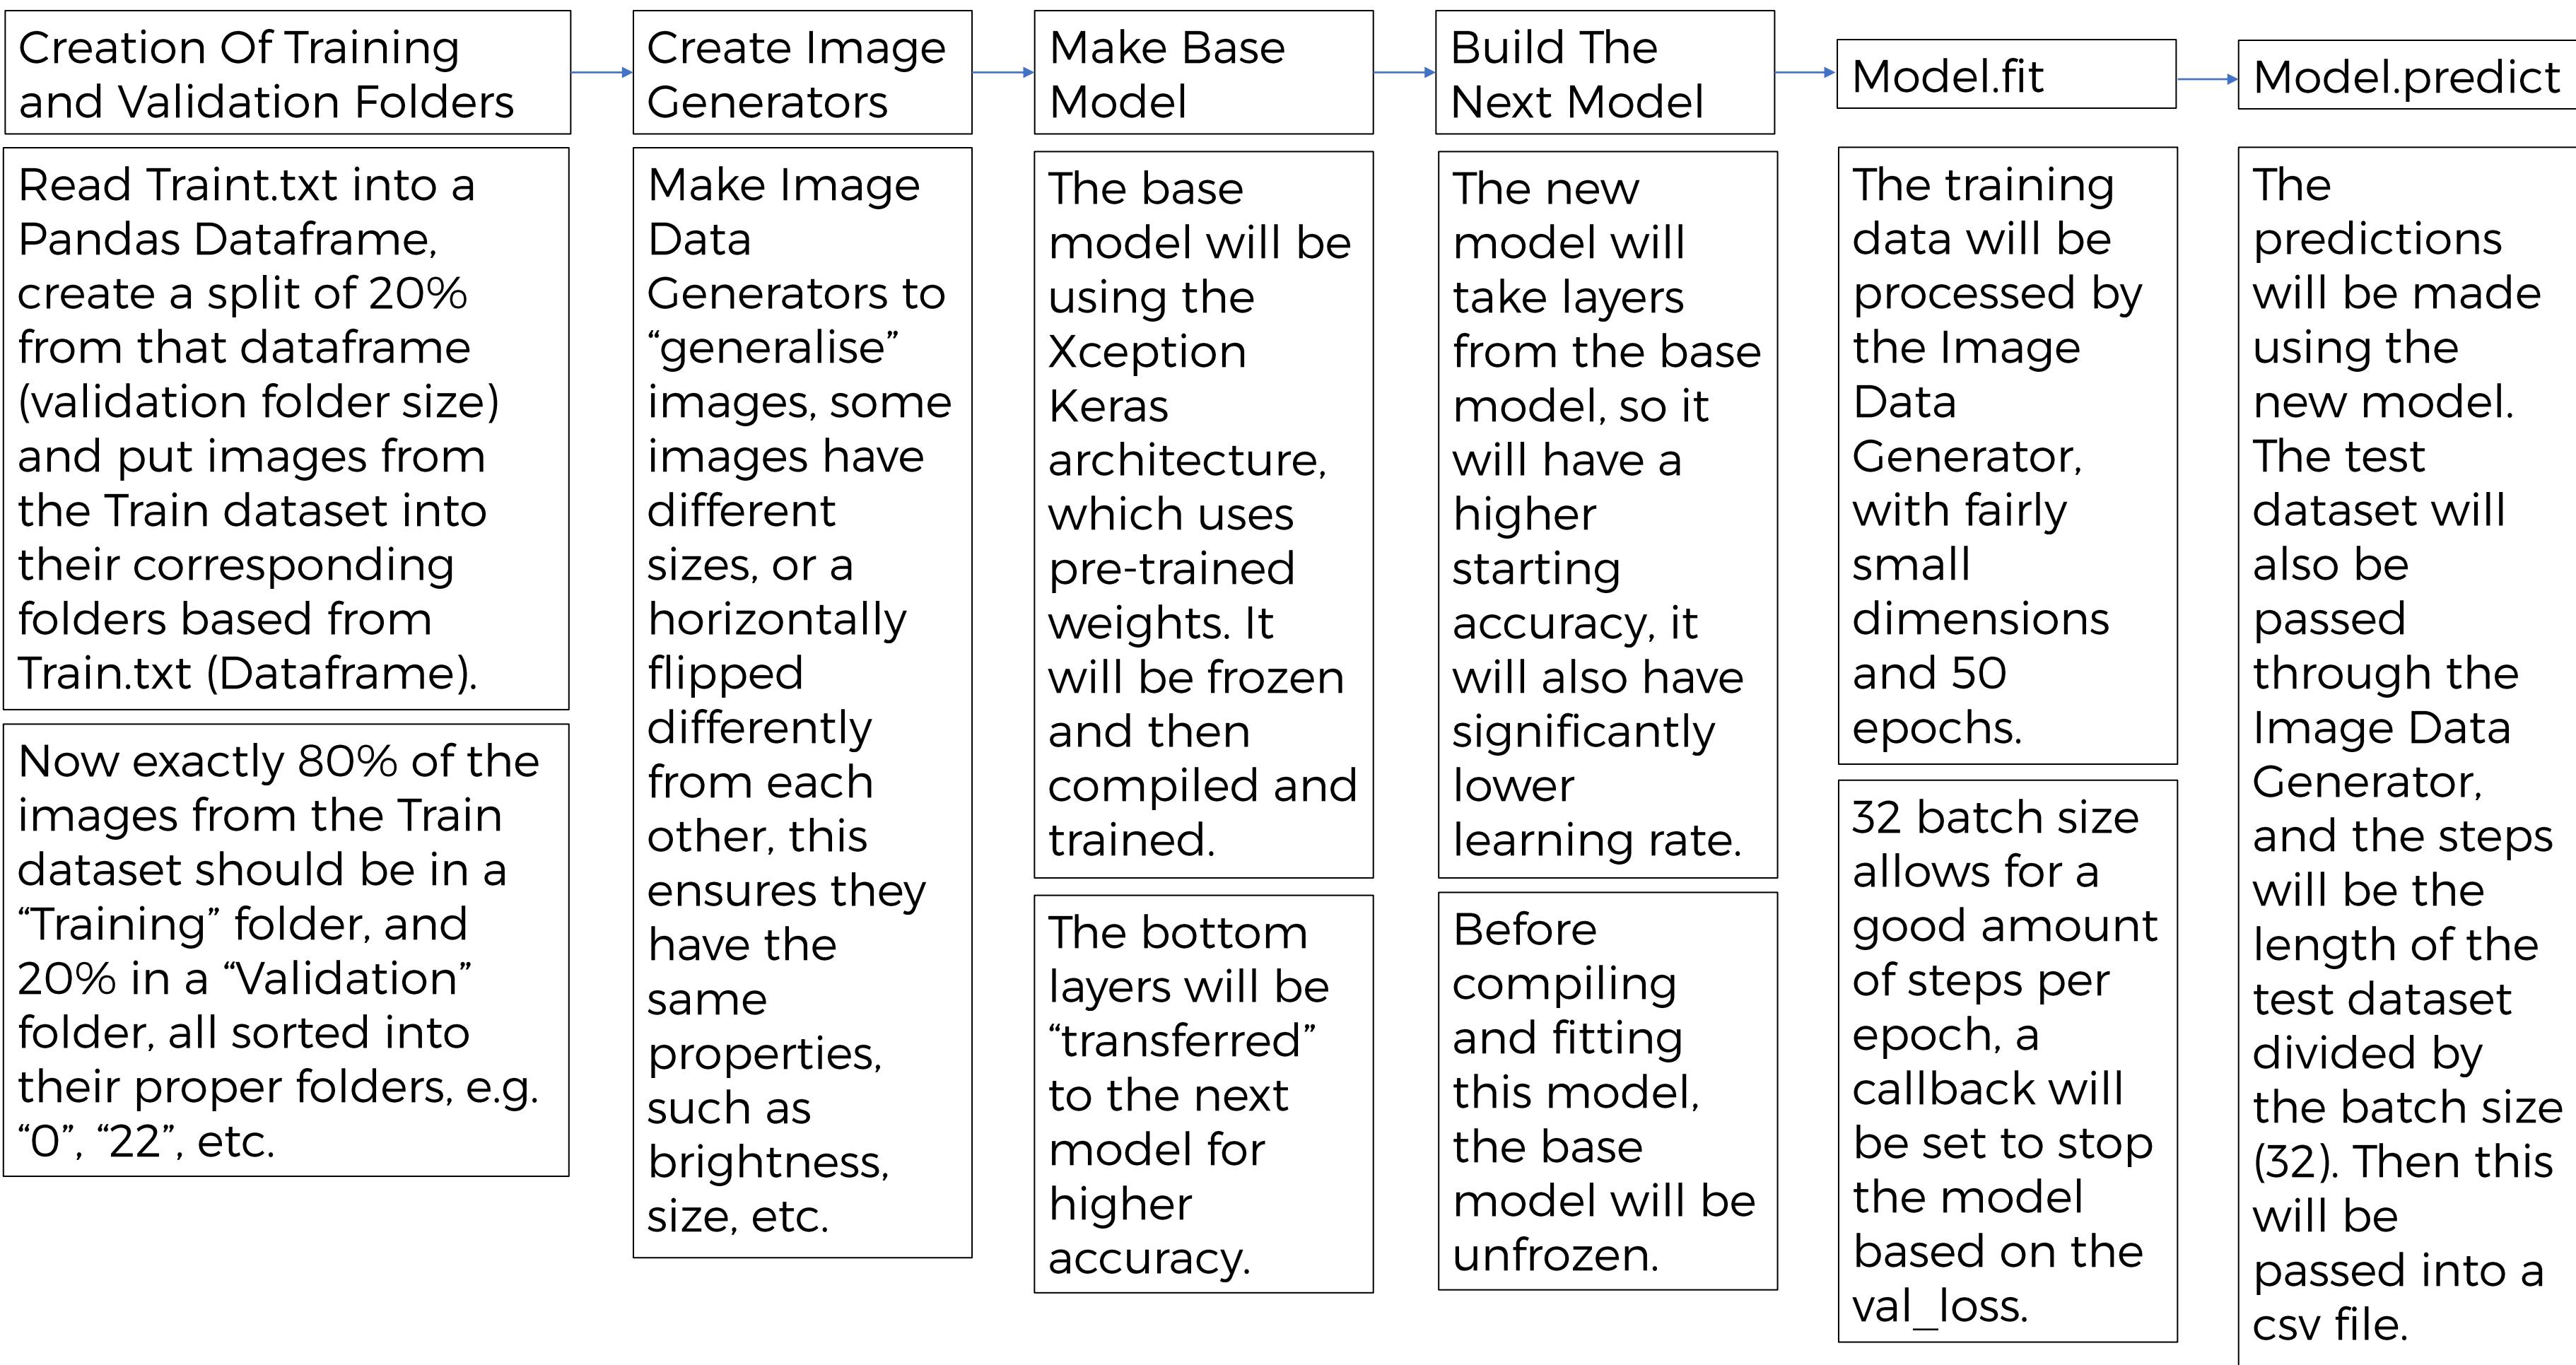 Creation Of Training
and Validation Folders
Read Traint.txt into a
Pandas Dataframe,
create a split of 20%
from that dataframe
(validation folder size)
and put images from
the Train dataset into
their corresponding
folders based from
Train.txt (Dataframe).
Now exactly 80% of the
images from the Train
dataset should be in a
“Training” folder, and
20% in a “Validation”
folder, all sorted into
their proper folders, e.g.
“0”, “22”, etc.
Create Image
Generators
Make Image
Data
Generators to
“generalise”
images, some
images have
different
sizes, or a
horizontally
flipped
differently
from each
other, this
ensures they
have the
same
properties,
such as
brightness,
size, etc.
Make Base
Model
The base
model will be
using the
Xception
Keras
architecture,
which uses
pre-trained
weights. It
will be frozen
and then
compiled and
trained.
The bottom
layers will be
“transferred”
to the next
model for
higher
accuracy.
Build The
Next Model
The new
model will
take layers
from the base
model, so it
will have a
higher
starting
accuracy, it
will also have
significantly
lower
learning rate.
Before
compiling
and fitting
this model,
the base
model will be
unfrozen.
Model.fit
The training
data will be
processed by
the Image
Data
Generator,
with fairly
small
dimensions
and 50
epochs.
32 batch size
allows for a
good amount
of steps per
epoch, a
callback will
be set to stop
the model
based on the
val_loss.
Model.predict
The
predictions
will be made
using the
new model.
The test
dataset will
also be
passed
through the
Image Data
Generator,
and the steps
will be the
length of the
test dataset
divided by
the batch size
(32). Then this
will be
passed into a
csv file.